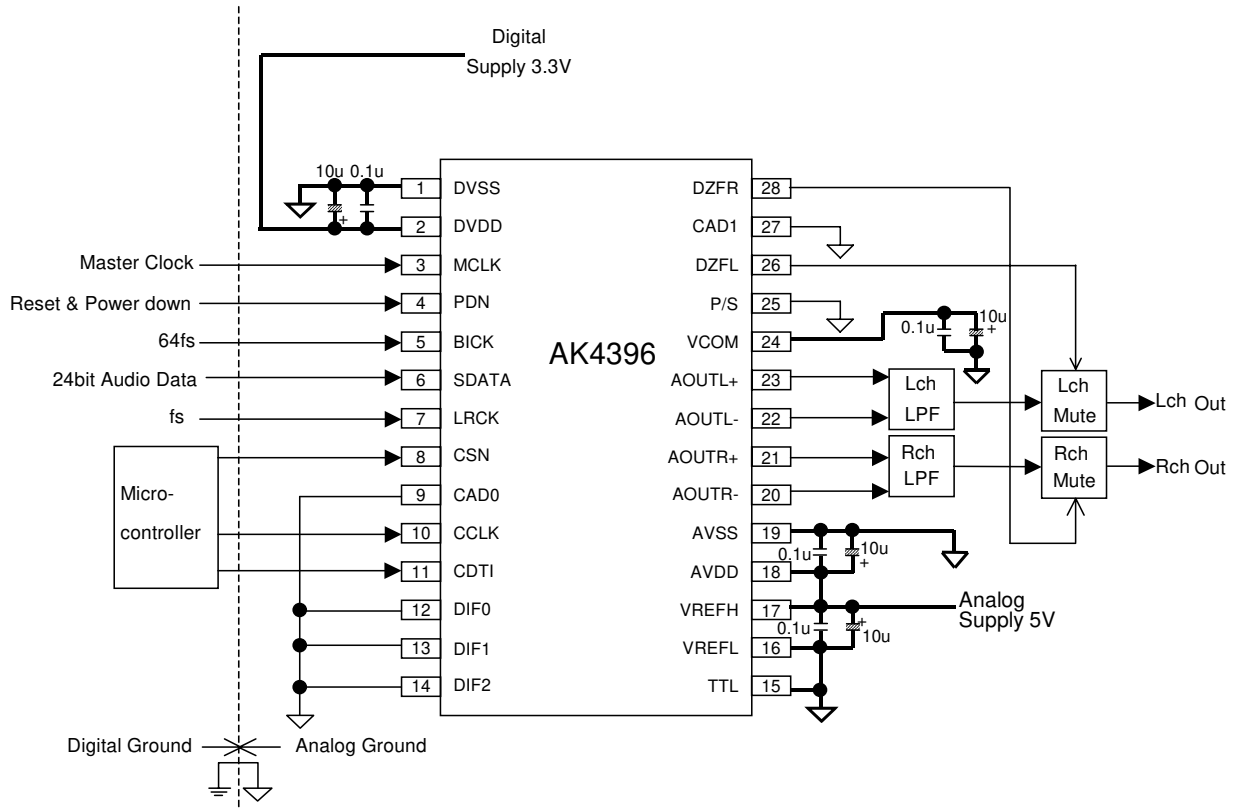 Digital
Supply 3.3V
10u 0.1u
+
1 DVSS
2 DVDD
Master Clock 3 MCLK
Reset & Power down 4 PDN
64fs 5 BICK
24bit Audio Data 6 SDATA
fs 7 LRCK
8 CSN
9 CAD0
10 CCLK
11 CDTI
12 DIF0
13 DIF1
14 DIF2
Micro-
controller
AK4396
DZFR 28
CAD1 27
DZFL 26
P/S 25
VCOM 24
AOUTL+ 23
AOUTL- 22
AOUTR+ 21
AOUTR- 20
AVSS 19
AVDD 18
VREFH 17
VREFL 16
TTL 15
0.1u 10u
+
Lch
LPF
Rch
LPF
Lch
Mute
Rch
Mute
Lch Out
Rch Out
0.1u 10u
+
Analog
Supply 5V
0.1u + 10u
Digital Ground Analog Ground